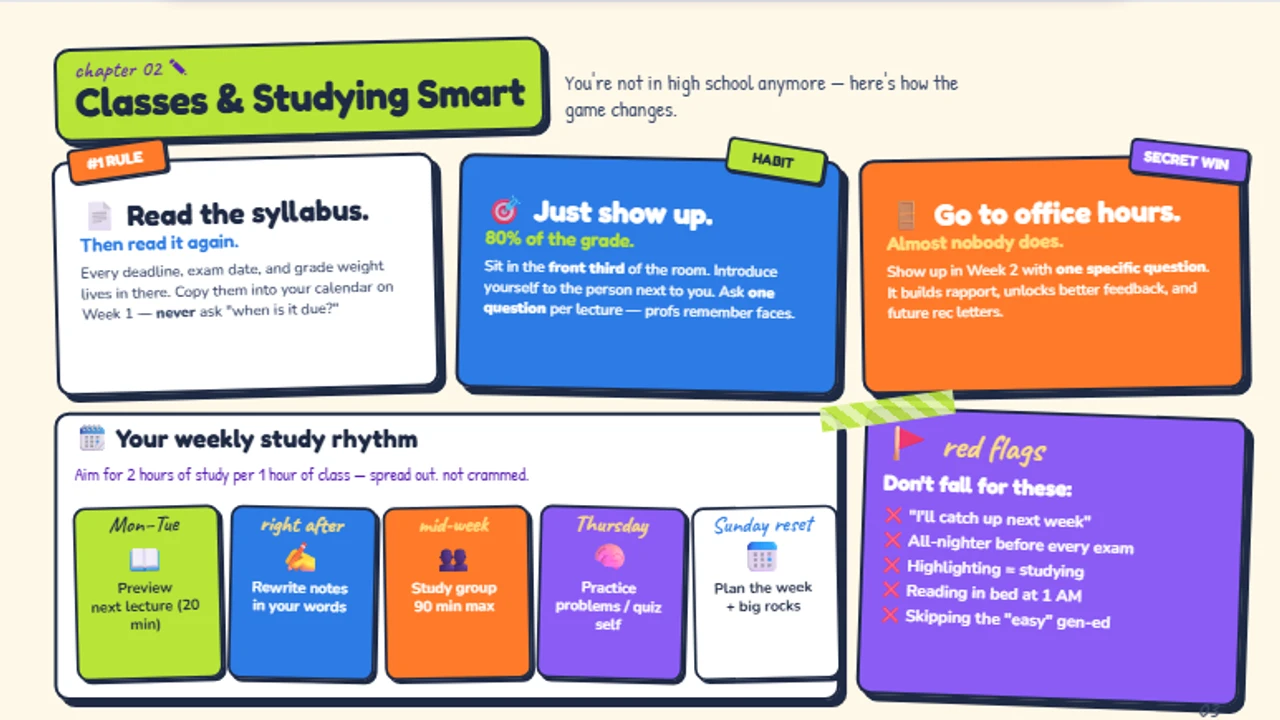 chapter 02
Classes & Studying Smart
You're not in high school anymore — here's how the
game changes.
#1 RULE
Read the syllabus.
Then read it again.
Every deadline, exam date, and grade weight
lives in there. Copy them into your calendar on
Week 1 — never ask "when is it due?"
HABIT
Just show up.
80% of the grade.
Sit in the front third of the room. Introduce
yourself to the person next to you. Ask one
question per lecture — profs remember faces.
SECRET WIN
Go to office hours.
Almost nobody does.
Show up in Week 2 with one specific question.
It builds rapport, unlocks better feedback, and
future rec letters.
Your weekly study rhythm
Aim for 2 hours of study per 1 hour of class — spread out. not crammed.
Mon-Tue
Preview
next lecture (20
min)
right after
Rewrite notes
in your words
mid-week
Study group
90 min max
Thursday
Practice
problems / quiz
self
Sunday reset
Plan the week
+ big rocks
red flags
Don't fall for these:
❌ "I'll catch up next week"
❌ All-nighter before every exam
❌ Highlighting = studying
❌ Reading in bed at 1 AM
❌ Skipping the "easy" gen-ed